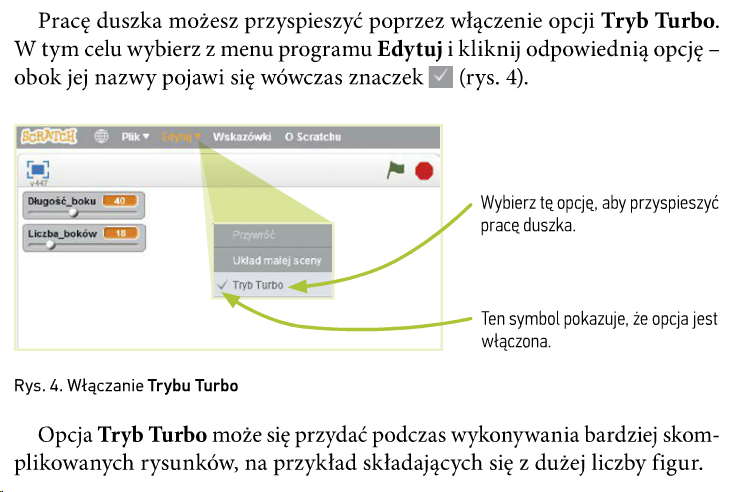 Pracę duszka możesz przyspieszyć poprzez włączenie opcji Tryb Turbo.
W tym celu wybierz z menu programu Edytuj i kliknij odpowiednią opcję –
obok jej nazwy pojawi się wówczas znaczek ✓ (rys. 4).
SCRATCH Plik ▼ Edytuj ▼ Wskazówki O Scratchu
v447
Długość_boku 40
Liczba_boków 18
Przywróć
Układ małej sceny
✓ Tryb Turbo
Wybierz tę opcję, aby przyspieszyć
pracę duszka.
Ten symbol pokazuje, że opcja jest
włączona.
Rys. 4. Włączanie Trybu Turbo
Opcja Tryb Turbo może się przydać podczas wykonywania bardziej skom-
plikowanych rysunków, na przykład składających się z dużej liczby figur.